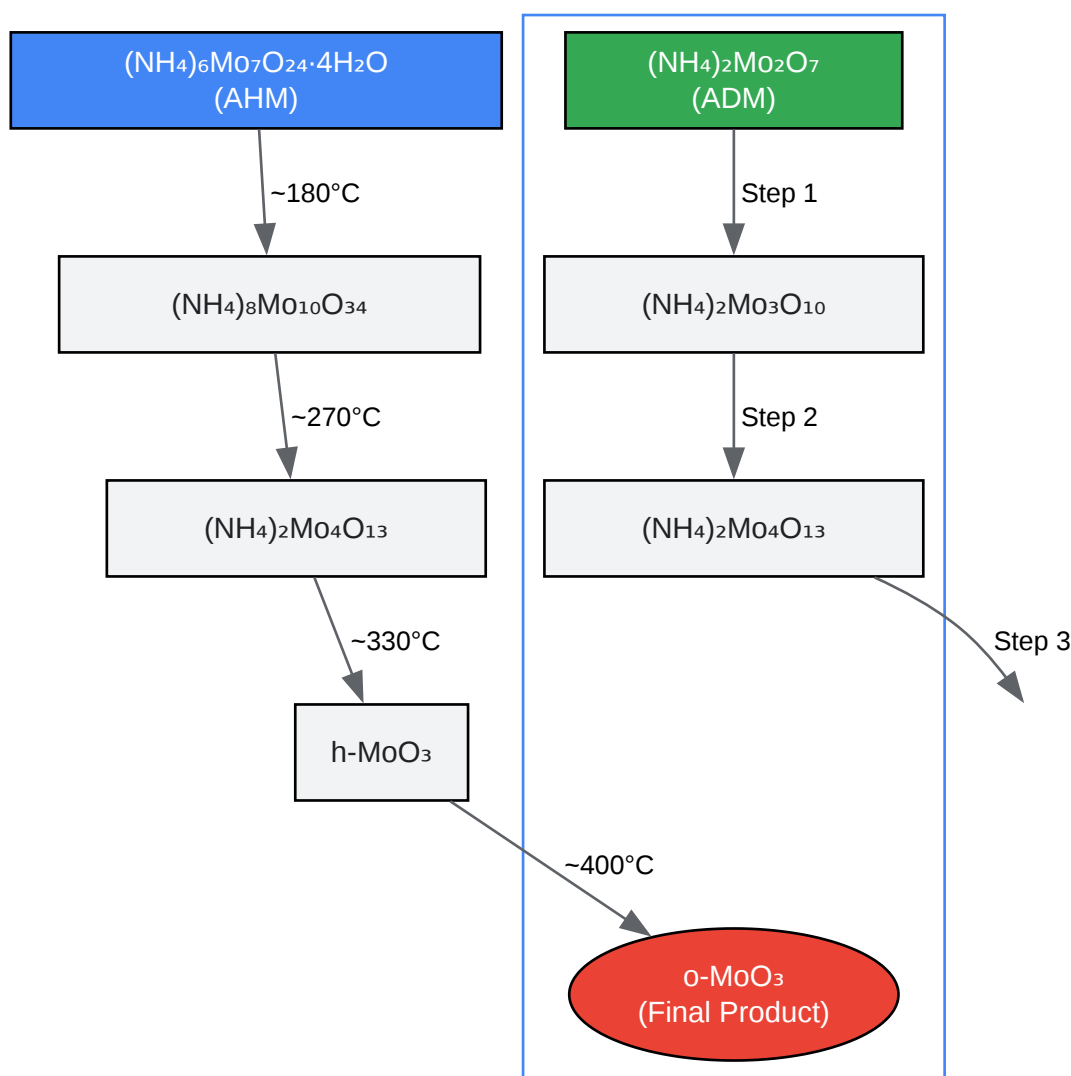 (NH₄)₆Mo₇O₂₄·4H₂O
(AHM)
~180°C
(NH₄)₈Mo₁₀O₃₄
~270°C
(NH₄)₂Mo₄O₁₃
~330°C
h-MoO₃
~400°C
(NH₄)₂Mo₂O₇
(ADM)
Step 1
(NH₄)₂Mo₃O₁₀
Step 2
(NH₄)₂Mo₄O₁₃
Step 3
o-MoO₃
(Final Product)